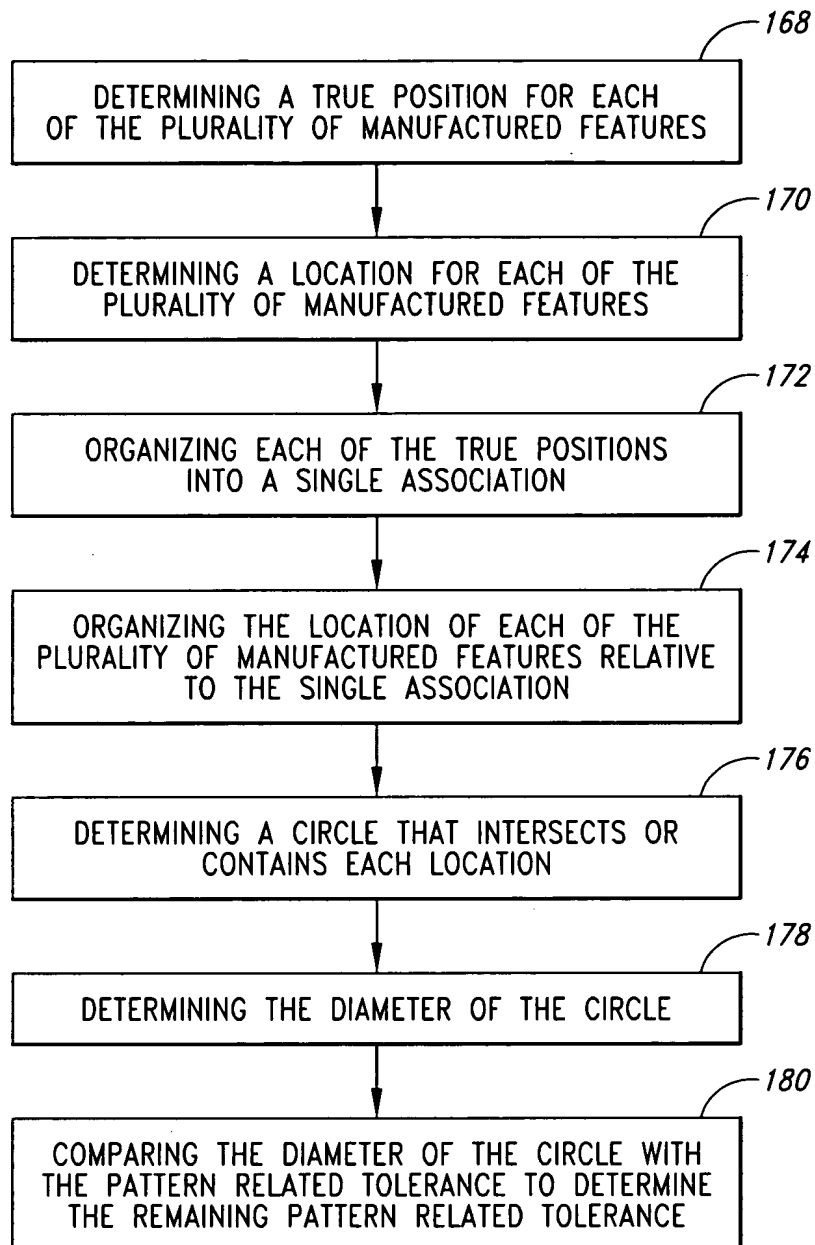 168
DETERMINING A TRUE POSITION FOR EACH
OF THE PLURALITY OF MANUFACTURED FEATURES
170
DETERMINING A LOCATION FOR EACH OF THE
PLURALITY OF MANUFACTURED FEATURES
172
ORGANIZING EACH OF THE TRUE POSITIONS
INTO A SINGLE ASSOCIATION
174
ORGANIZING THE LOCATION OF EACH OF THE
PLURALITY OF MANUFACTURED FEATURES RELATIVE
TO THE SINGLE ASSOCIATION
176
DETERMINING A CIRCLE THAT INTERSECTS OR
CONTAINS EACH LOCATION
178
DETERMINING THE DIAMETER OF THE CIRCLE
180
COMPARING THE DIAMETER OF THE CIRCLE WITH
THE PATTERN RELATED TOLERANCE TO DETERMINE
THE REMAINING PATTERN RELATED TOLERANCE